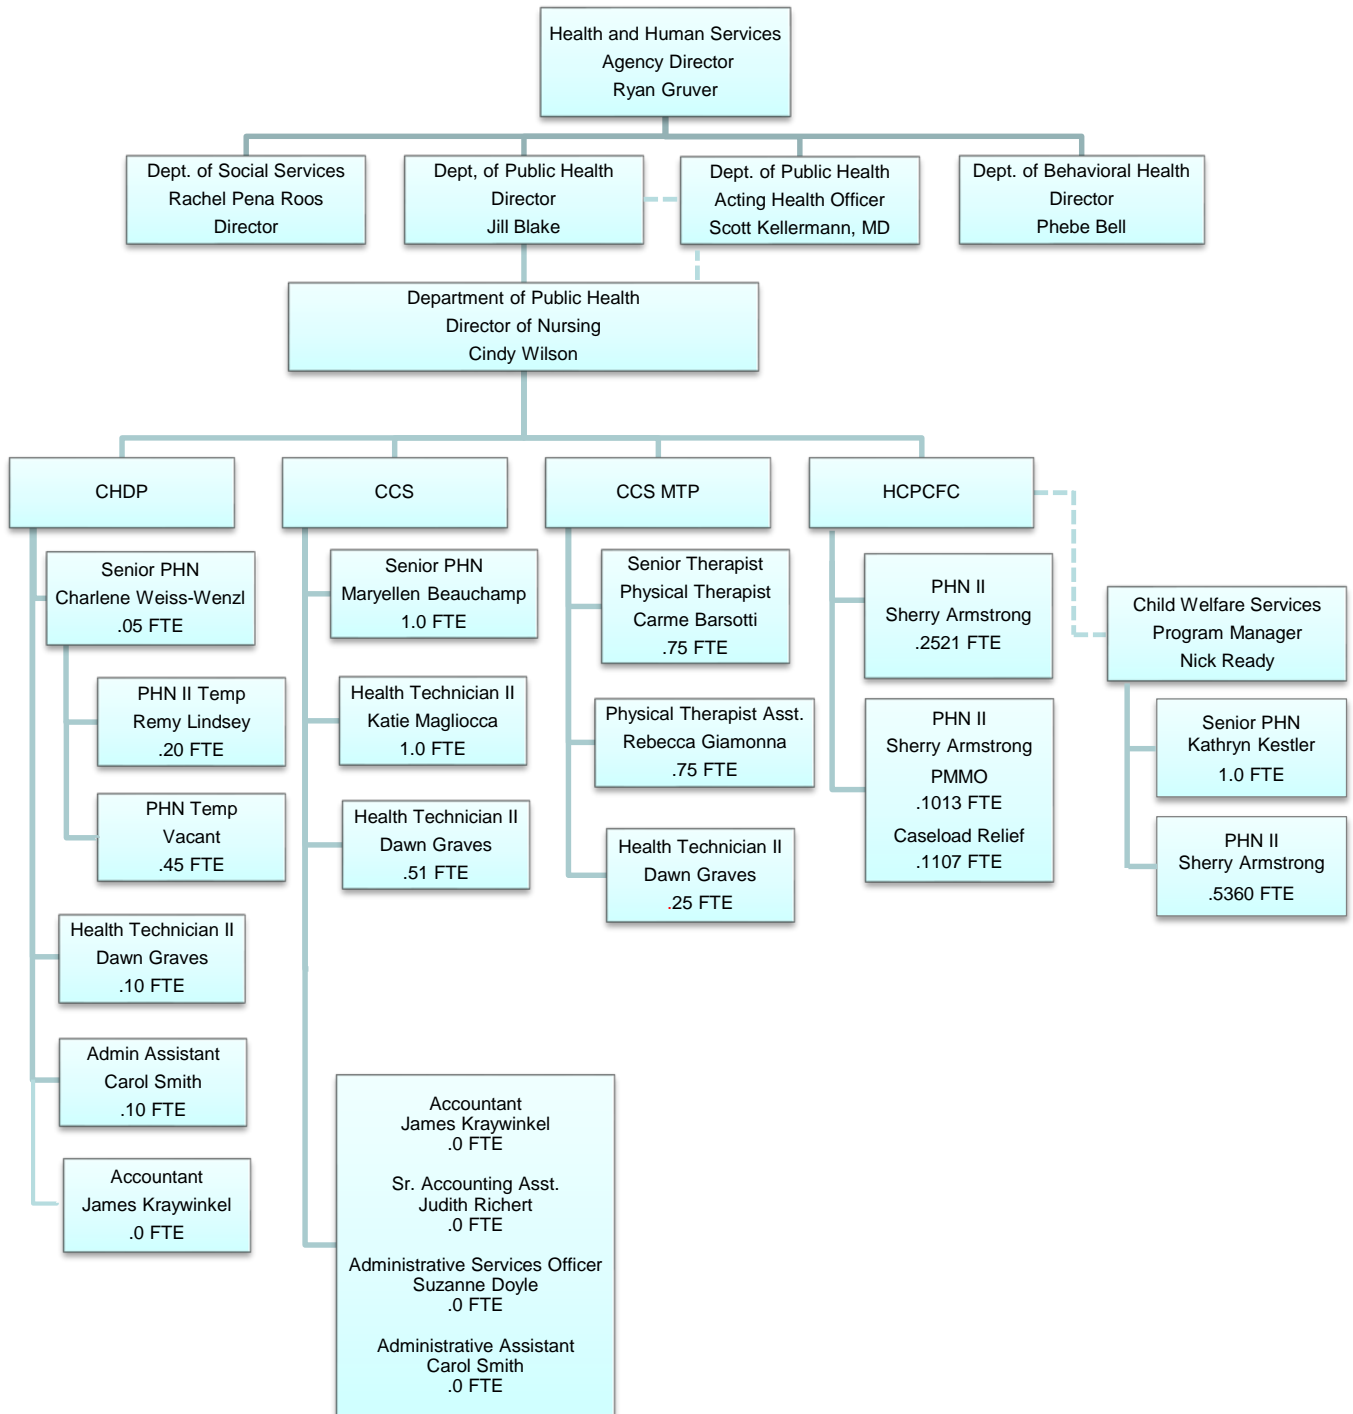 Health and Human Services
Agency Director
Ryan Gruver
Dept. of Social Services
Rachel Pena Roos
Director
Dept, of Public Health
Director
Jill Blake
Dept. of Public Health
Acting Health Officer
Scott Kellermann, MD
Dept. of Behavioral Health
Director
Phebe Bell
Department of Public Health
Director of Nursing
Cindy Wilson
CHDP
CCS
CCS MTP
HCPCFC
Senior PHN
Charlene Weiss-Wenzl
.05 FTE
PHN II Temp
Remy Lindsey
.20 FTE
PHN Temp
Vacant
.45 FTE
Health Technician II
Dawn Graves
.10 FTE
Admin Assistant
Carol Smith
.10 FTE
Accountant
James Kraywinkel
.0 FTE
Senior PHN
Maryellen Beauchamp
1.0 FTE
Health Technician II
Katie Magliocca
1.0 FTE
Health Technician II
Dawn Graves
.51 FTE
Accountant
James Kraywinkel
.0 FTE
Sr. Accounting Asst.
Judith Richert
.0 FTE
Administrative Services Officer
Suzanne Doyle
.0 FTE
Administrative Assistant
Carol Smith
.0 FTE
Senior Therapist
Physical Therapist
Carme Barsotti
.75 FTE
Physical Therapist Asst.
Rebecca Giamonna
.75 FTE
Health Technician II
Dawn Graves
.25 FTE
PHN II
Sherry Armstrong
.2521 FTE
PHN II
Sherry Armstrong
PMMO
.1013 FTE
Caseload Relief
.1107 FTE
Child Welfare Services
Program Manager
Nick Ready
Senior PHN
Kathryn Kestler
1.0 FTE
PHN II
Sherry Armstrong
.5360 FTE